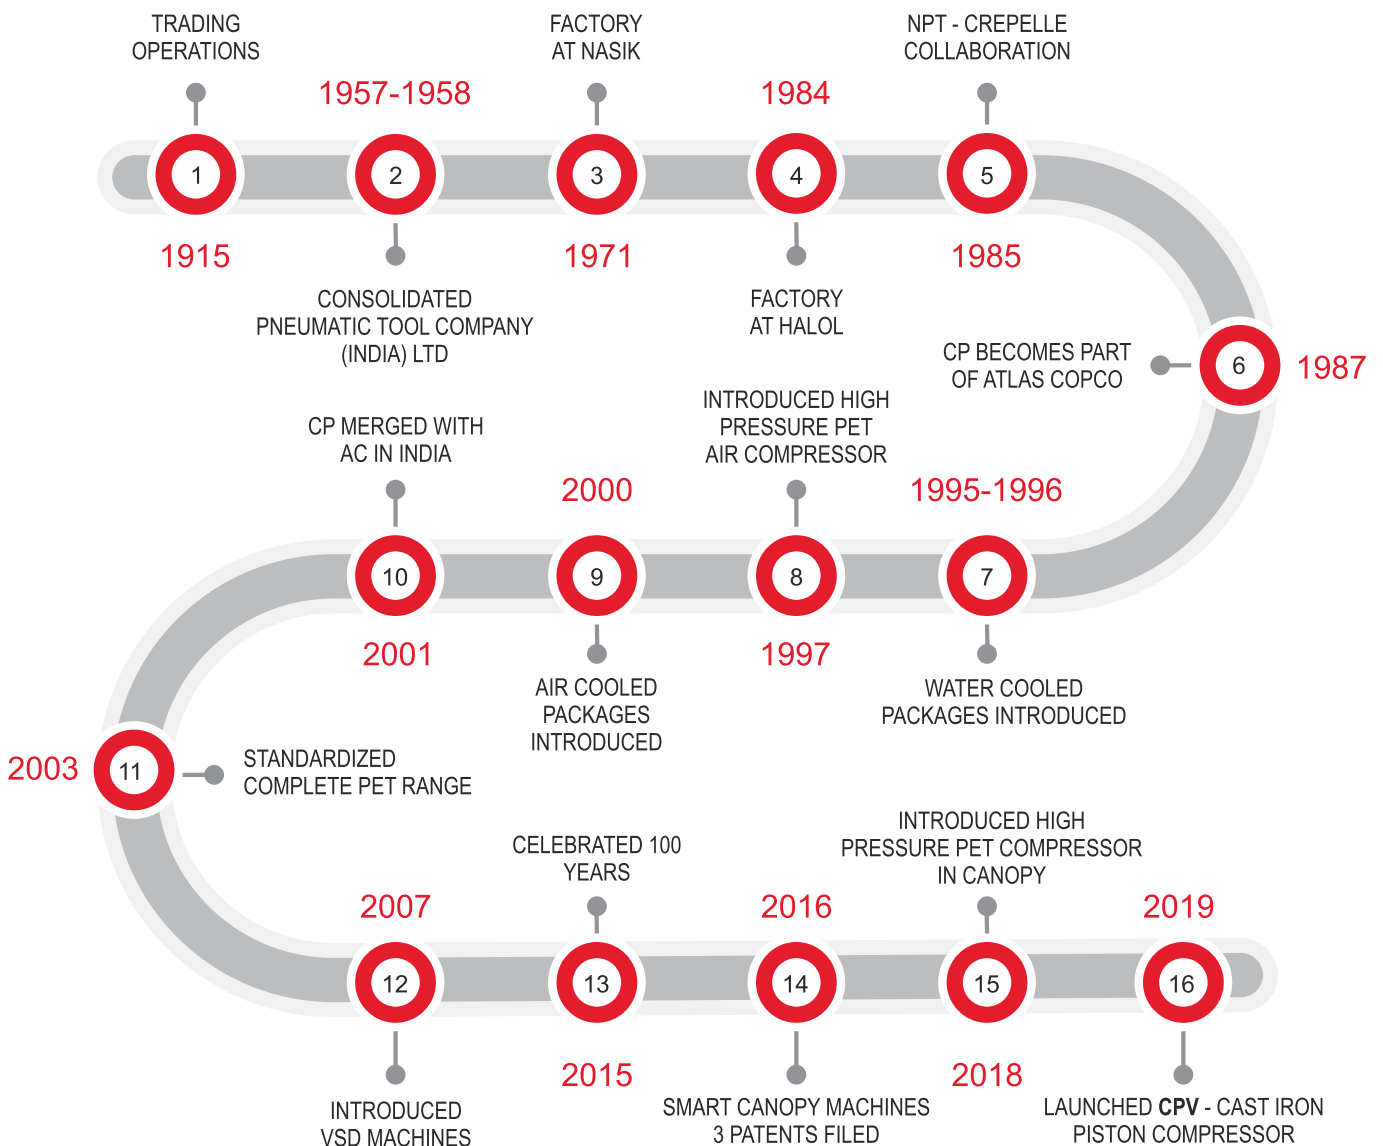 TRADING
OPERATIONS
1
1915
1957-1958
2
CONSOLIDATED
PNEUMATIC TOOL COMPANY
(INDIA) LTD
FACTORY
AT NASIK
3
1971
1984
4
FACTORY
AT HALOL
NPT - CREPELLE
COLLABORATION
5
1985
CP BECOMES PART
OF ATLAS COPCO
6
1987
1995-1996
7
WATER COOLED
PACKAGES INTRODUCED
INTRODUCED HIGH
PRESSURE PET
AIR COMPRESSOR
8
1997
2000
9
AIR COOLED
PACKAGES
INTRODUCED
CP MERGED WITH
AC IN INDIA
10
2001
2003
11
STANDARDIZED
COMPLETE PET RANGE
2007
12
INTRODUCED
VSD MACHINES
CELEBRATED 100
YEARS
13
2015
2016
14
SMART CANOPY MACHINES
3 PATENTS FILED
INTRODUCED HIGH
PRESSURE PET COMPRESSOR
IN CANOPY
15
2018
2019
16
LAUNCHED CPV - CAST IRON
PISTON COMPRESSOR